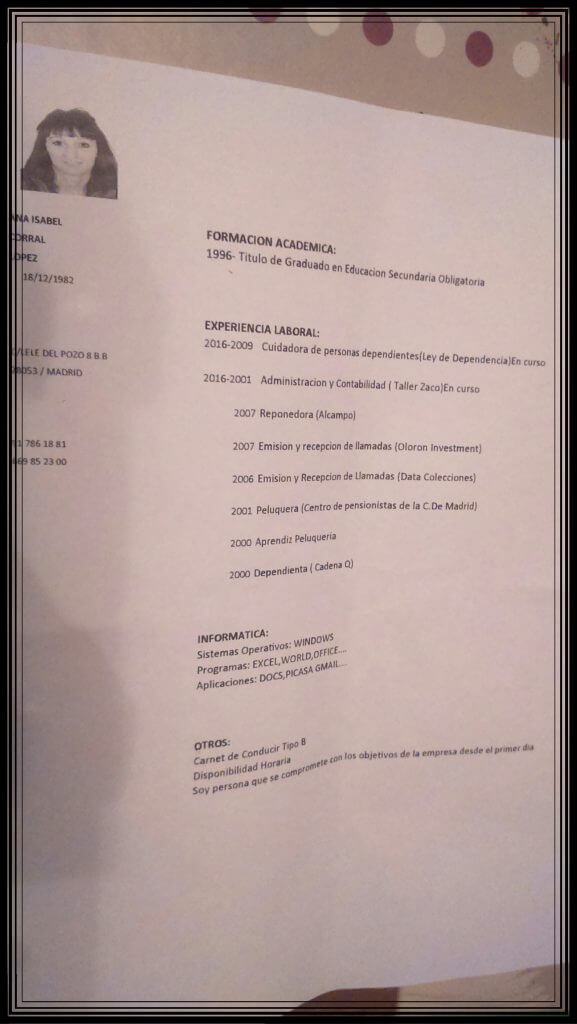 ANA ISABEL
CORRAL
LOPEZ
18/12/1982
C/LELE DEL POZO 8 B.B
28053 / MADRID
1 786 18 81
669 85 23 00
FORMACION ACADEMICA:
1996- Titulo de Graduado en Educacion Secundaria Obligatoria
EXPERIENCIA LABORAL:
2016-2009 Cuidadora de personas dependientes(Ley de Dependencia)En curso
2016-2001 Administracion y Contabilidad ( Taller Zaco)En curso
2007 Reponedora (Alcampo)
2007 Emision y recepcion de llamadas (Oloron Investment)
2006 Emision y Recepcion de Llamadas (Data Colecciones)
2001 Peluquera (Centro de pensionistas de la C.De Madrid)
2000 Aprendiz Peluqueria
2000 Dependienta ( Cadena Q)
INFORMATICA:
Sistemas Operativos: WINDOWS
Programas: EXCEL,WORLD,OFFICE....
Aplicaciones: DOCS,PICASA GMAIL....
OTROS:
Carnet de Conducir Tipo B
Disponibilidad Horaria
Soy persona que se compromete con los objetivos de la empresa desde el primer dia